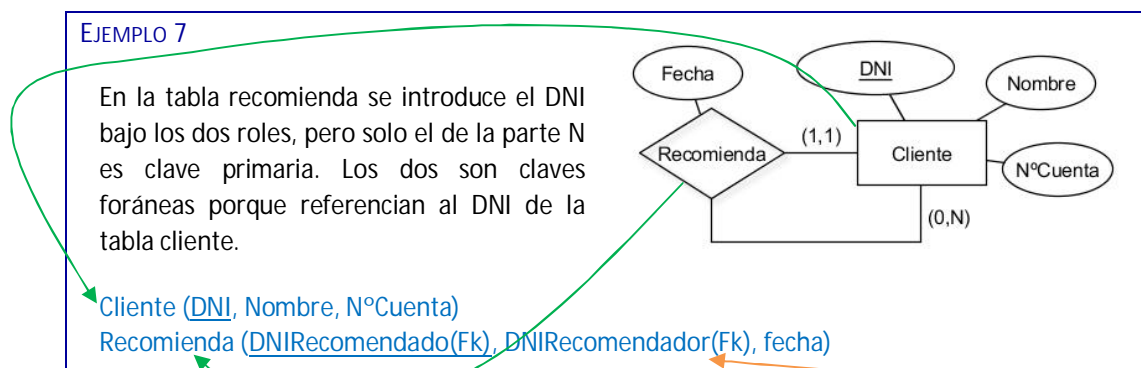 EJEMPLO 7
En la tabla recomienda se introduce el DNI
bajo los dos roles, pero solo el de la parte N
es clave primaria. Los dos son claves
foráneas porque referencian al DNI de la
tabla cliente.
Fecha
DNI
Nombre
Recomienda
(1,1)
Cliente
NºCuenta
(0,N)
Cliente (DNI, Nombre, NºCuenta)
Recomienda (DNIRecomendado(Fk), DNIRecomendador(Fk), fecha)